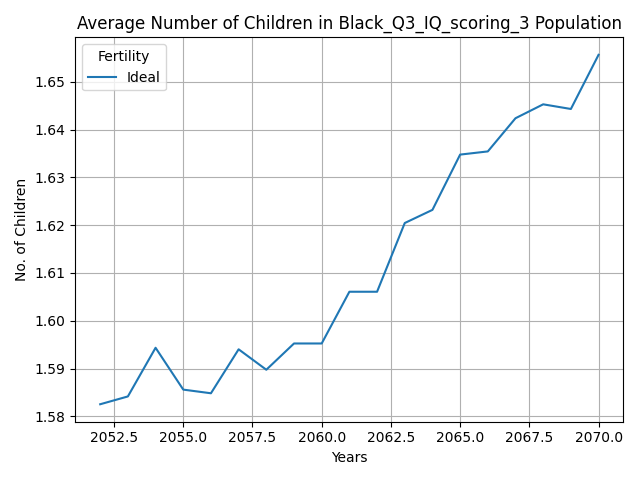 Average Number of Children in Black_Q3_IQ_scoring_3 Population
Fertility
Ideal
1.65
1.64
1.63
1.62
1.61
1.60
1.59
1.58
No. of Children
2052.5 2055.0 2057.5 2060.0 2062.5 2065.0 2067.5 2070.0
Years